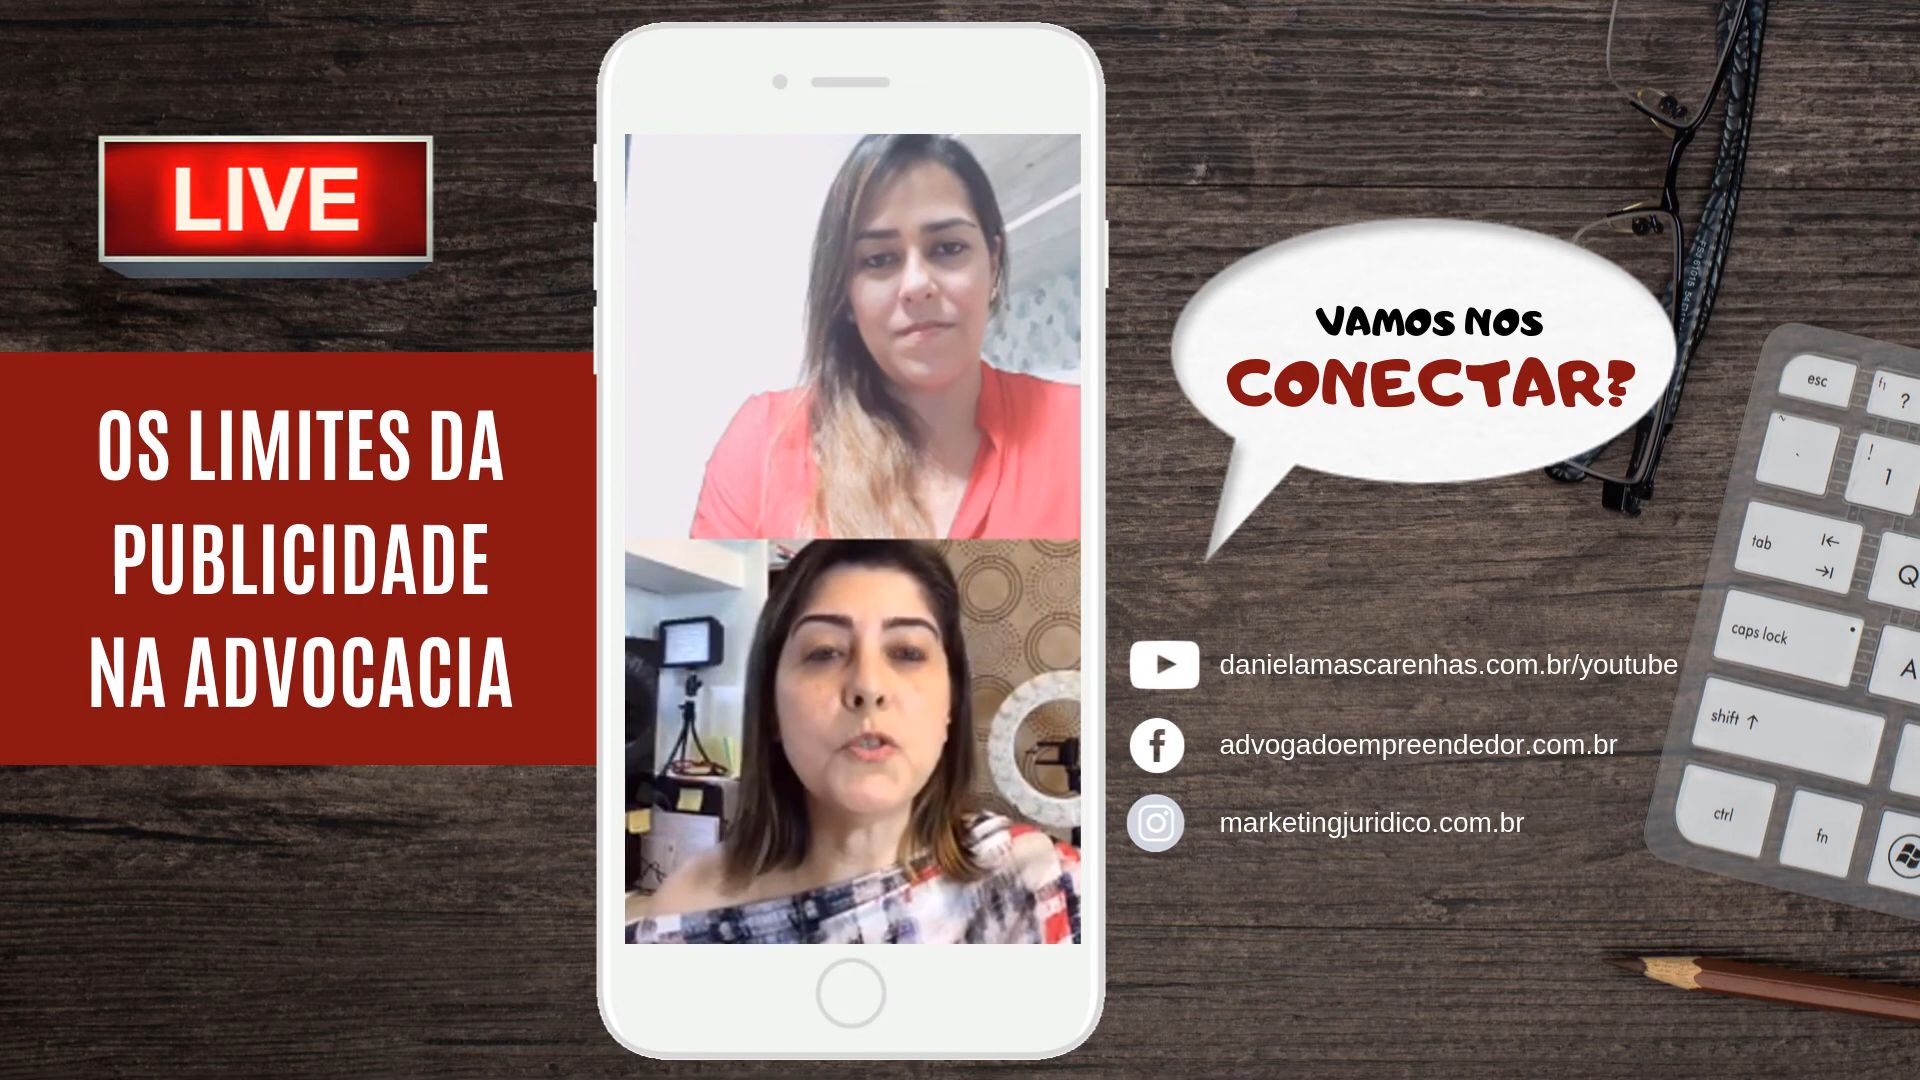 LIVE
OS LIMITES DA
PUBLICIDADE
NA ADVOCACIA
VAMOS NOS
CONECTAR?
danielamascarenhas.com.br/youtube
advogadoempreendedor.com.br
marketingjuridico.com.br
esc
?
!
1
tab
Q
caps lock
A
shift
ctrl
fn